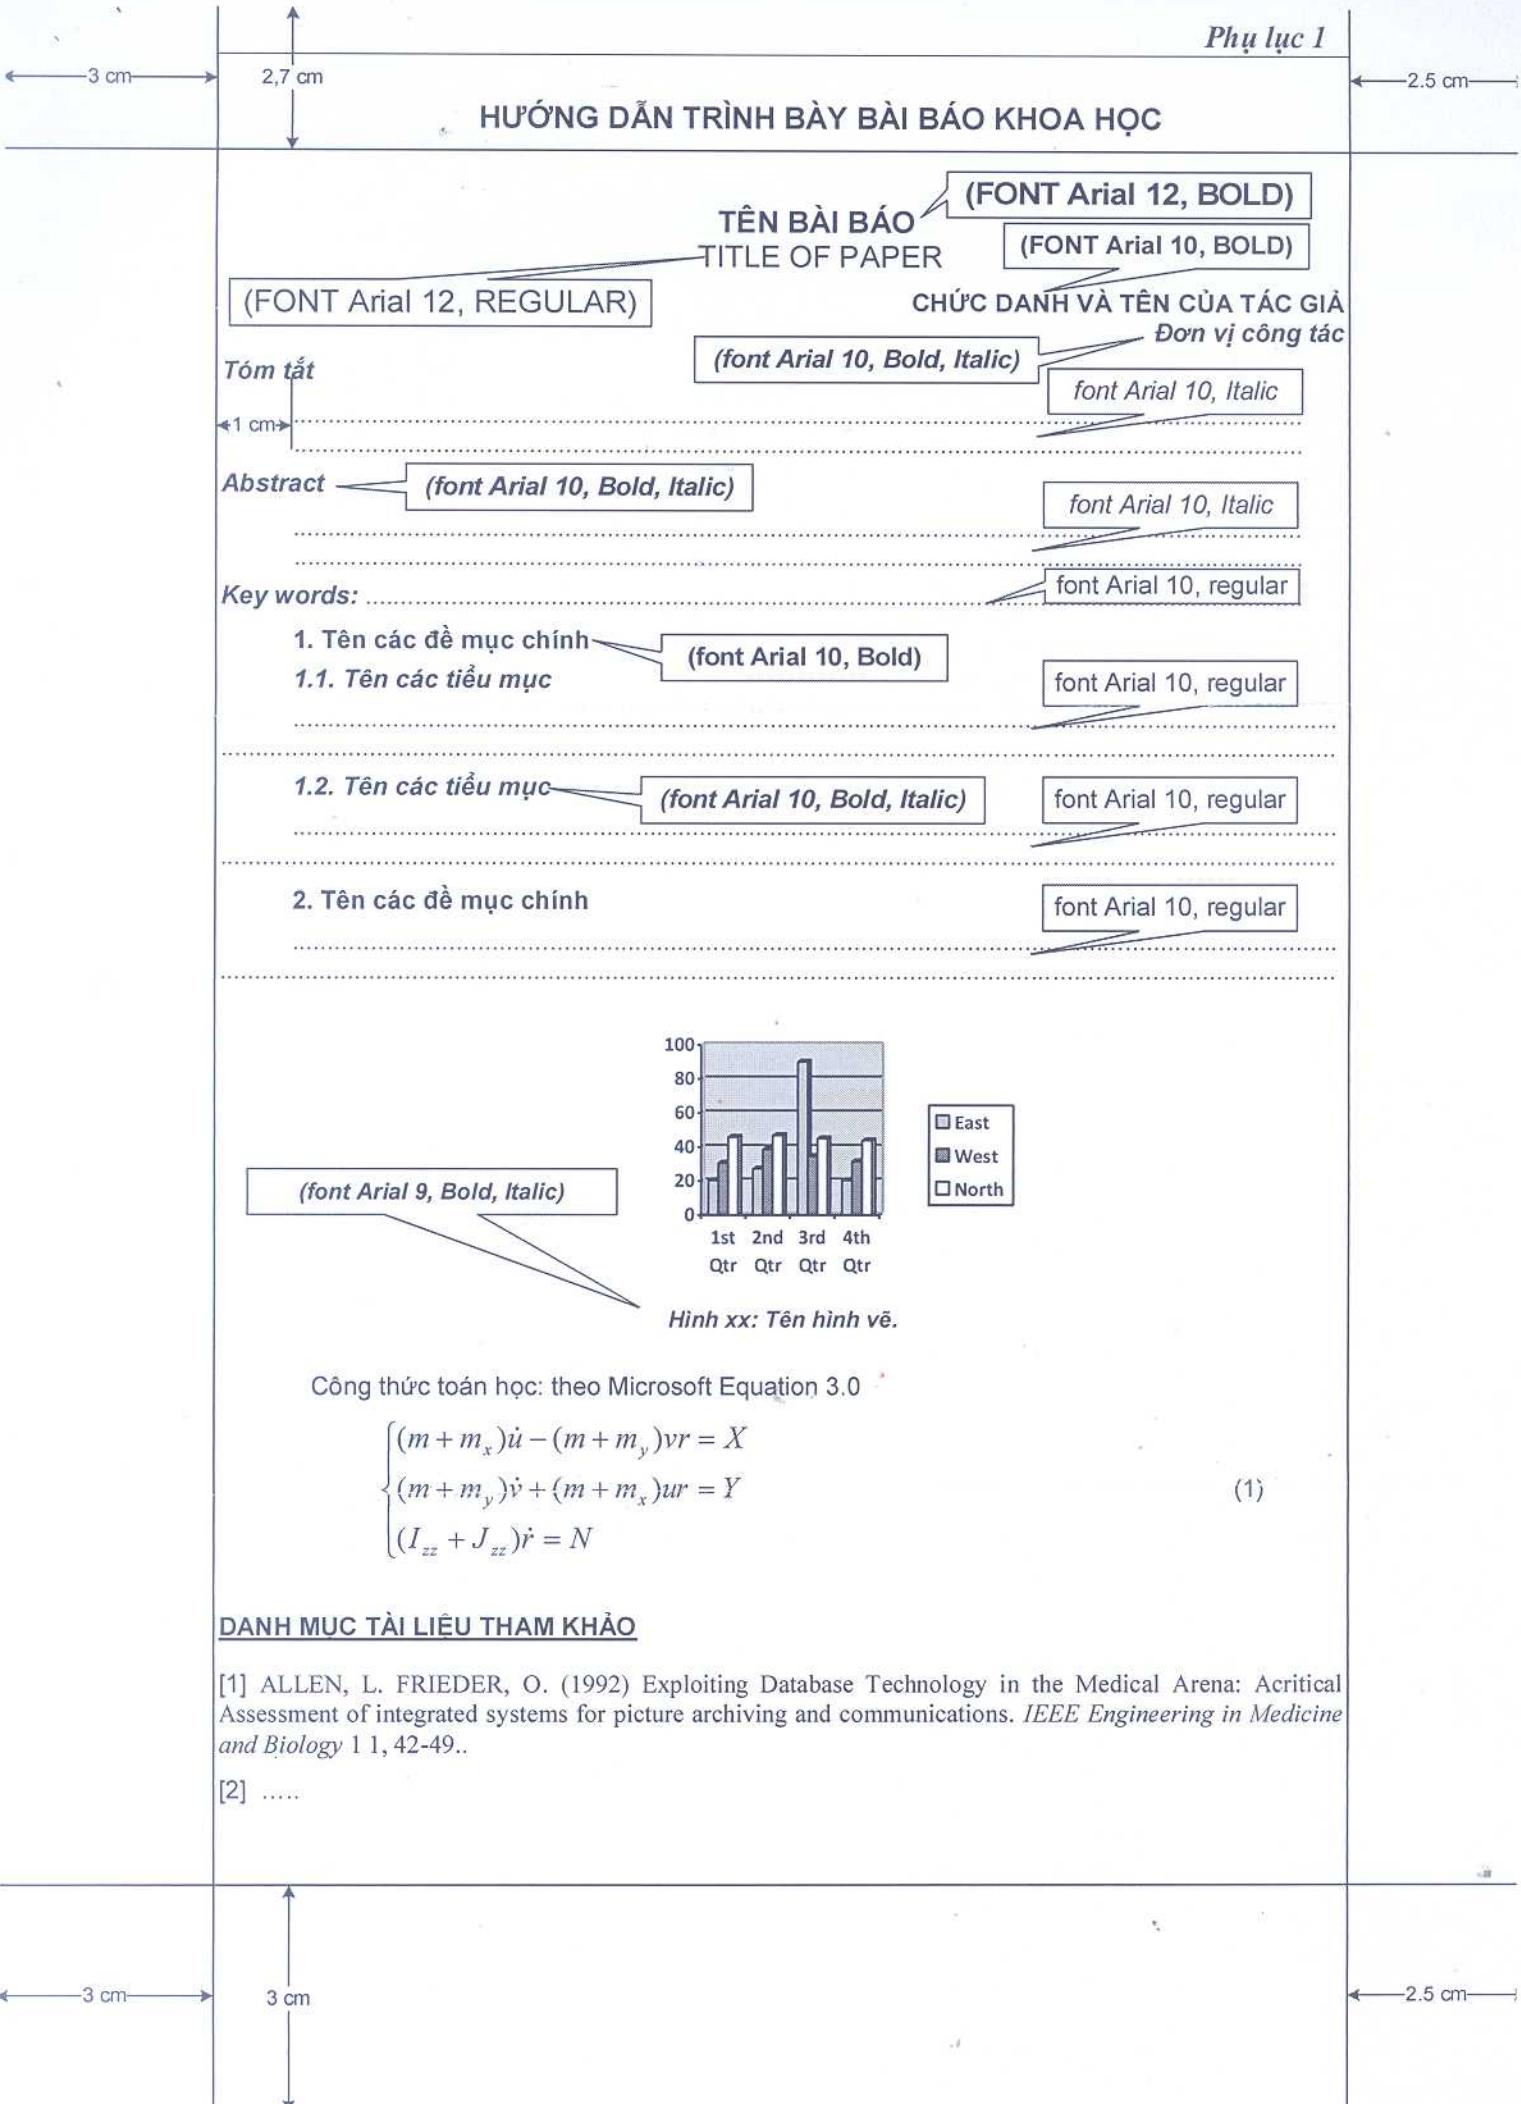 Phụ lục 1
3 cm
2,7 cm
2.5 cm
HƯỚNG DẪN TRÌNH BÀY BÀI BÁO KHOA HỌC
(FONT Arial 12, BOLD)
TÊN BÀI BÁO
(FONT Arial 10, BOLD)
TITLE OF PAPER
(FONT Arial 12, REGULAR)
CHỨC DANH VÀ TÊN CỦA TÁC GIẢ
Đơn vị công tác
(font Arial 10, Bold, Italic)
Tóm tắt
font Arial 10, Italic
1 cm
Abstract
(font Arial 10, Bold, Italic)
font Arial 10, Italic
font Arial 10, regular
Key words:
1. Tên các đề mục chính
(font Arial 10, Bold)
1.1. Tên các tiểu mục
font Arial 10, regular
1.2. Tên các tiểu mục
(font Arial 10, Bold, Italic)
font Arial 10, regular
2. Tên các đề mục chính
font Arial 10, regular
100
80
60
40
20
0
East
West
North
1st 2nd 3rd 4th
Qtr Qtr Qtr Qtr
(font Arial 9, Bold, Italic)
Hình xx: Tên hình vẽ.
Công thức toán học: theo Microsoft Equation 3.0
(m + m_x)u̇ − (m + m_y)vr = X
(m + m_y)v̇ + (m + m_x)ur = Y
(1)
(I_zz + J_zz)ṙ = N
DANH MỤC TÀI LIỆU THAM KHẢO
[1] ALLEN, L. FRIEDER, O. (1992) Exploiting Database Technology in the Medical Arena: Acritical
Assessment of integrated systems for picture archiving and communications. IEEE Engineering in Medicine
and Biology 1 1, 42-49..
[2] .....
3 cm
3 cm
2.5 cm